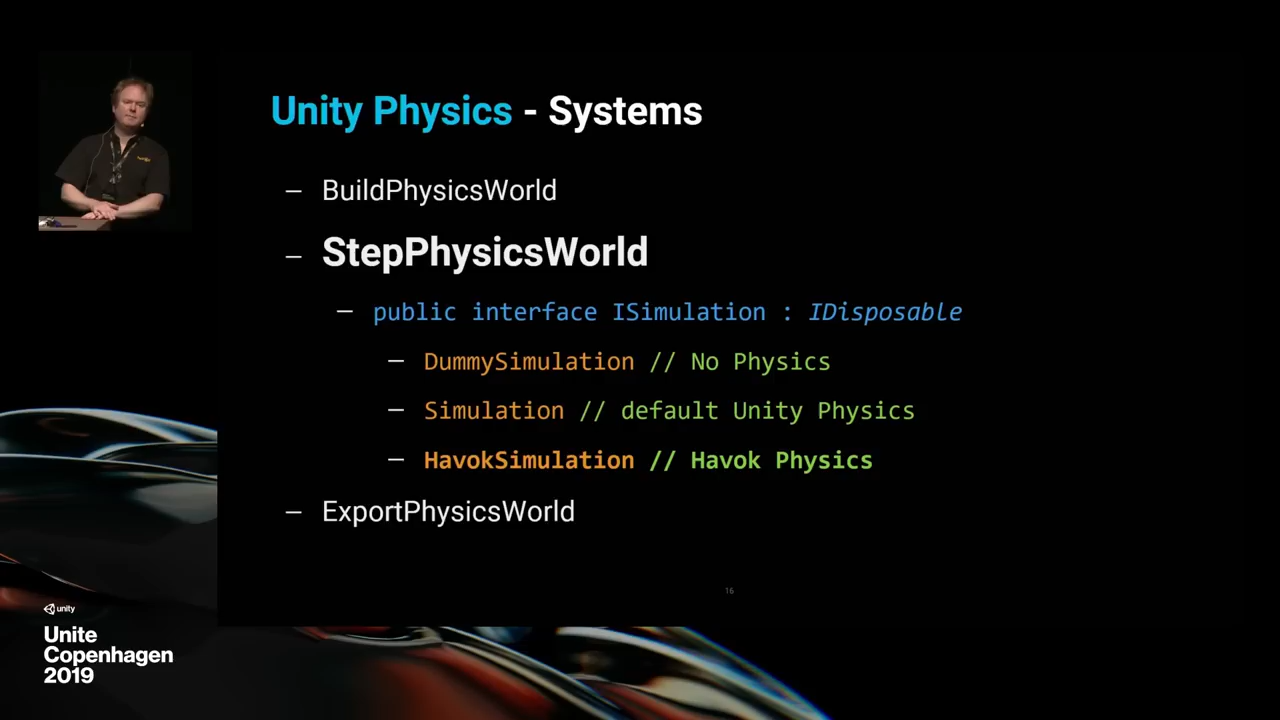 Unity Physics - Systems
– BuildPhysicsWorld
– StepPhysicsWorld
– public interface ISimulation : IDisposable
– DummySimulation // No Physics
– Simulation // default Unity Physics
– HavokSimulation // Havok Physics
– ExportPhysicsWorld
16
unity
Unite
Copenhagen
2019